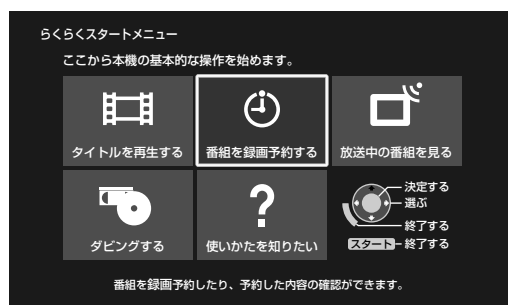 らくらくスタートメニュー
ここから本機の基本的な操作を始めます。
タイトルを再生する
番組を録画予約する
放送中の番組を見る
ダビングする
使いかたを知りたい
決定する
選ぶ
終了する
スタート 終了する
番組を録画予約したり、予約した内容の確認ができます。